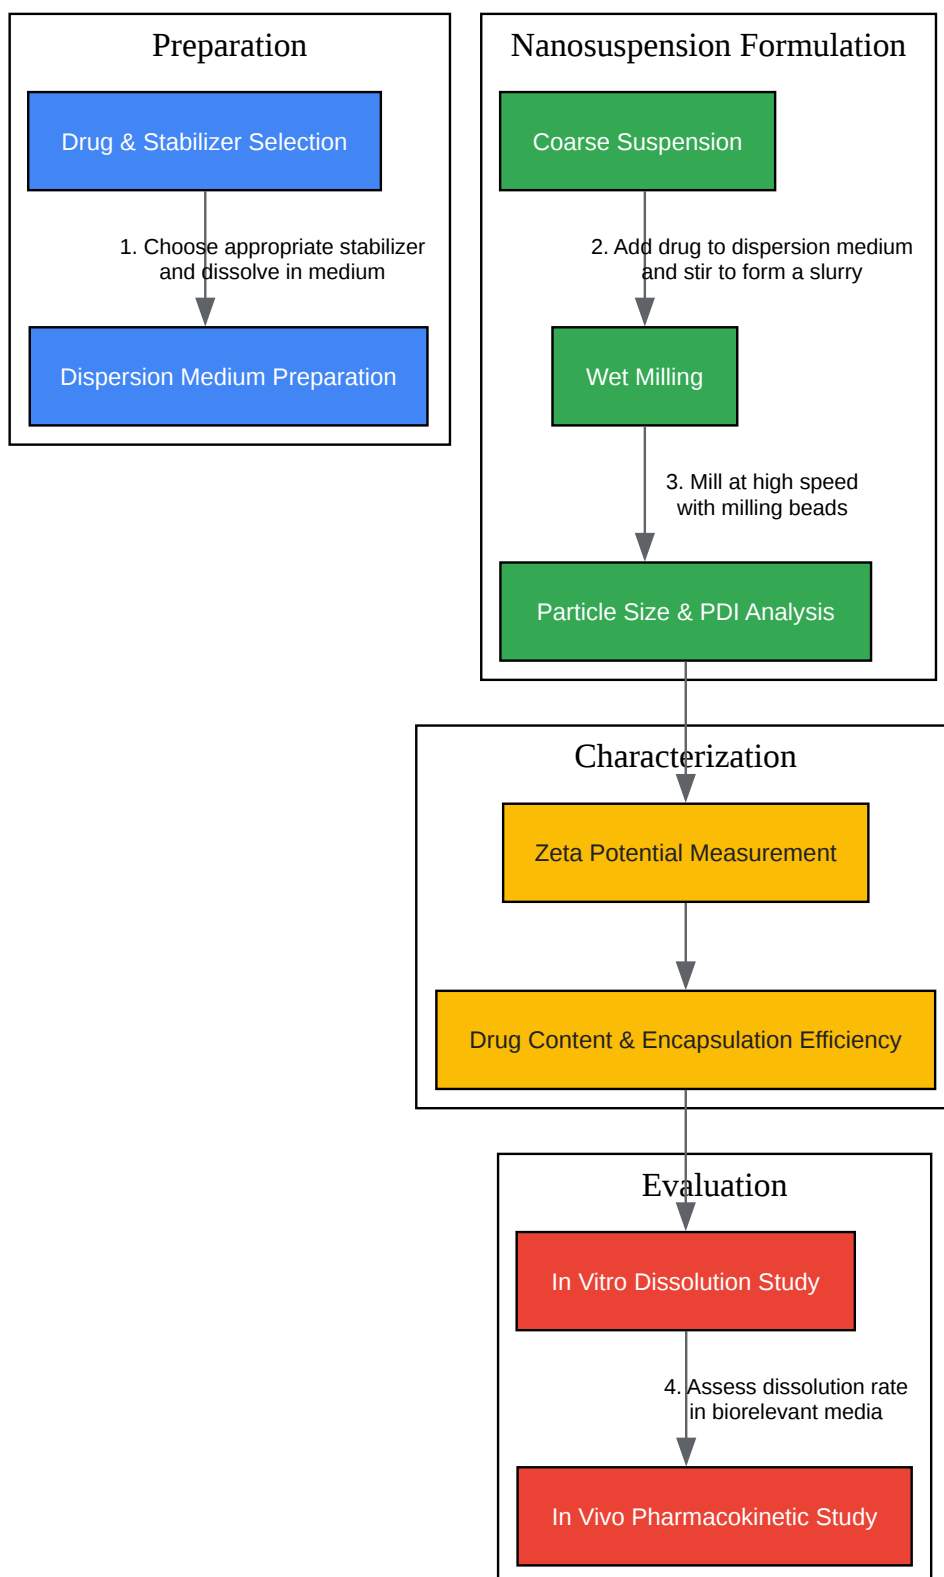 Preparation
Drug & Stabilizer Selection
1. Choose appropriate stabilizer
and dissolve in medium
Dispersion Medium Preparation
Nanosuspension Formulation
Coarse Suspension
2. Add drug to dispersion medium
and stir to form a slurry
Wet Milling
3. Mill at high speed
with milling beads
Particle Size & PDI Analysis
Characterization
Zeta Potential Measurement
Drug Content & Encapsulation Efficiency
Evaluation
In Vitro Dissolution Study
4. Assess dissolution rate
in biorelevant media
In Vivo Pharmacokinetic Study